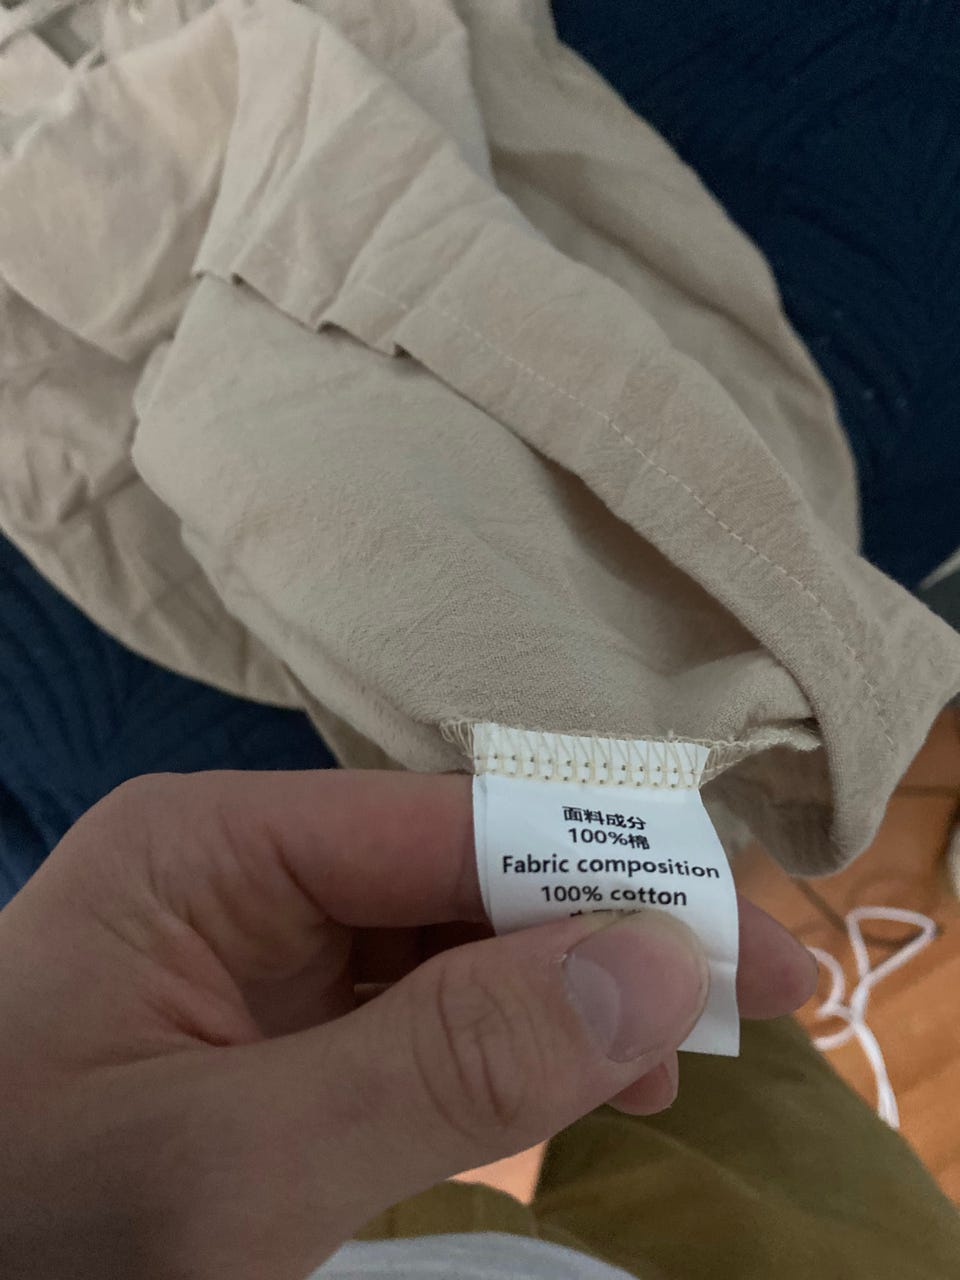 面料成分
100%棉
Fabric composition
100% cotton